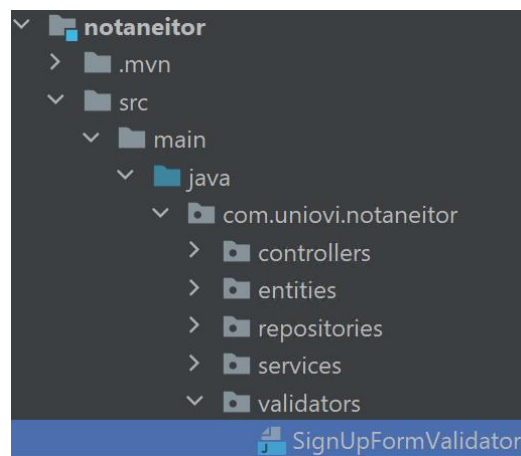 notaneitor
.mvn
src
main
java
com.uniovi.notaneitor
controllers
entities
repositories
services
validators
SignUpFormValidator